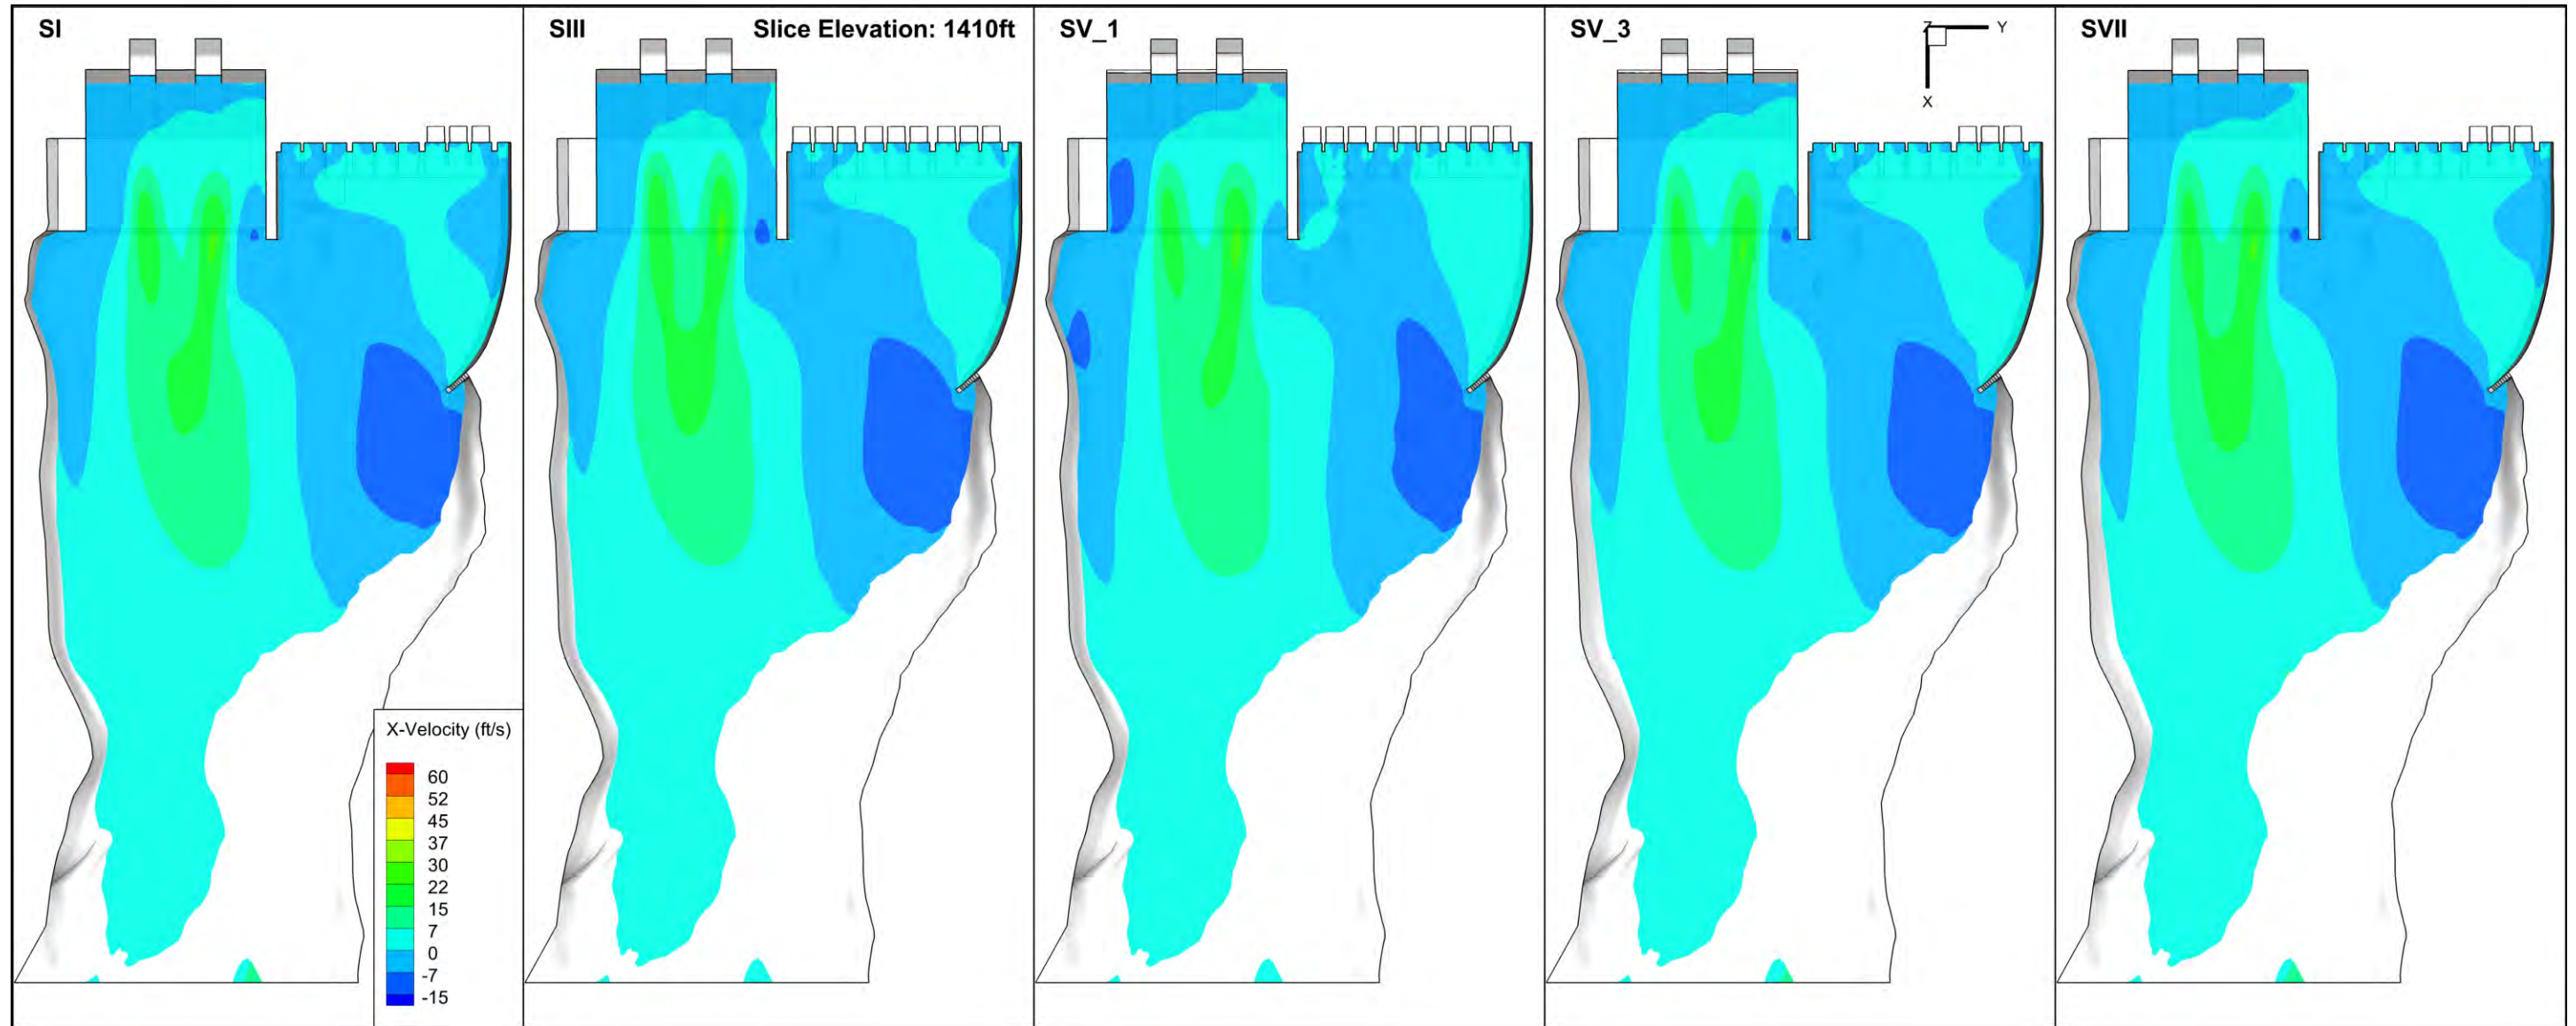 SI
SIII
Slice Elevation: 1410ft
SV_1
SV_3
Z
Y
X
SVII
X-Velocity (ft/s)
60
52
45
37
30
22
15
7
0
-7
-15